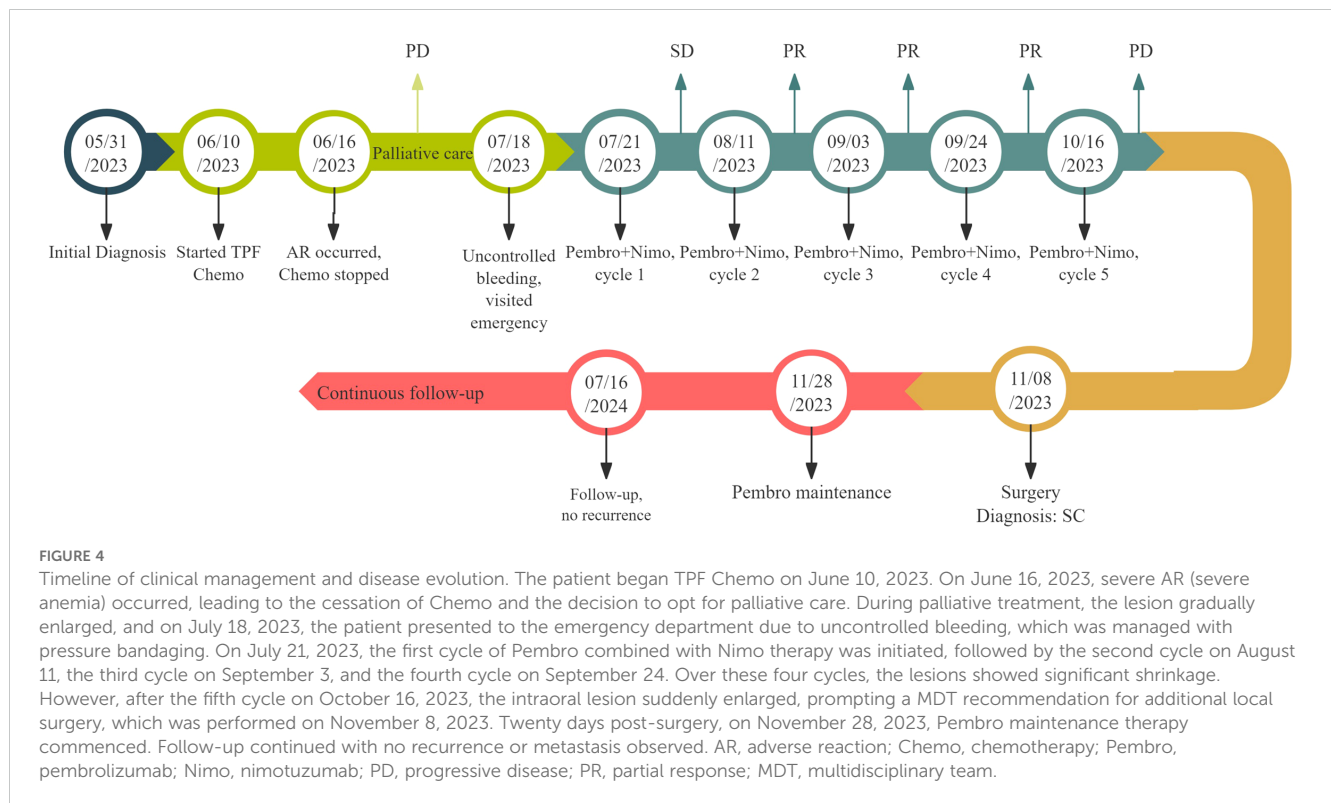 PD
SD
PR
PR
PR
PD
05/31
/2023
06/10
/2023
06/16
/2023
Palliative care
07/18
/2023
07/21
/2023
08/11
/2023
09/03
/2023
09/24
/2023
10/16
/2023
Initial Diagnosis
Started TPF
Chemo
AR occurred,
Chemo stopped
Uncontrolled
bleeding,
visited
emergency
Pembro+Nimo,
cycle 1
Pembro+Nimo,
cycle 2
Pembro+Nimo,
cycle 3
Pembro+Nimo,
cycle 4
Pembro+Nimo,
cycle 5
Continuous follow-up
07/16
/2024
11/28
/2023
11/08
/2023
Follow-up,
no recurrence
Pembro maintenance
Surgery
Diagnosis: SC
FIGURE 4
Timeline of clinical management and disease evolution. The patient began TPF Chemo on June 10, 2023. On June 16, 2023, severe AR (severe
anemia) occurred, leading to the cessation of Chemo and the decision to opt for palliative care. During palliative treatment, the lesion gradually
enlarged, and on July 18, 2023, the patient presented to the emergency department due to uncontrolled bleeding, which was managed with
pressure bandaging. On July 21, 2023, the first cycle of Pembro combined with Nimo therapy was initiated, followed by the second cycle on August
11, the third cycle on September 3, and the fourth cycle on September 24. Over these four cycles, the lesions showed significant shrinkage.
However, after the fifth cycle on October 16, 2023, the intraoral lesion suddenly enlarged, prompting a MDT recommendation for additional local
surgery, which was performed on November 8, 2023. Twenty days post-surgery, on November 28, 2023, Pembro maintenance therapy
commenced. Follow-up continued with no recurrence or metastasis observed. AR, adverse reaction; Chemo, chemotherapy; Pembro,
pembrolizumab; Nimo, nimotuzumab; PD, progressive disease; PR, partial response; MDT, multidisciplinary team.